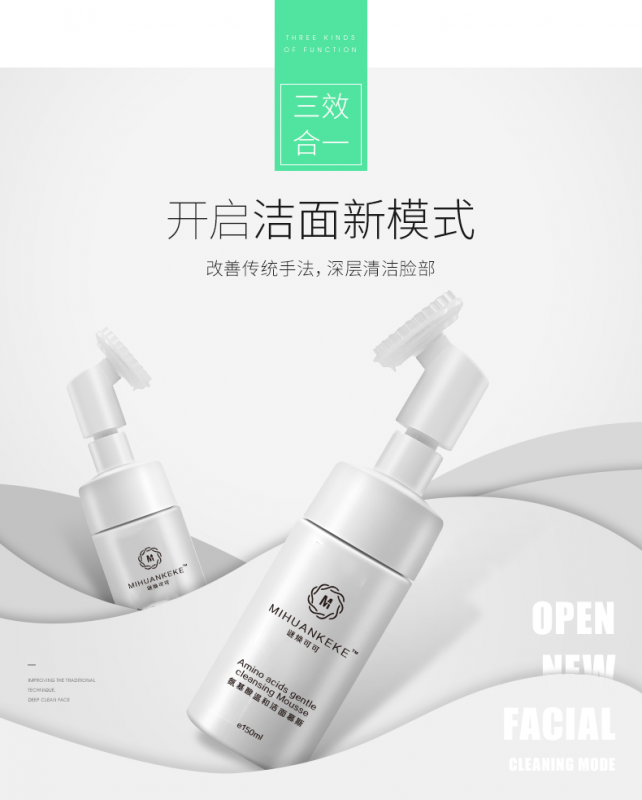 THREE KINDS
OF FUNCTION
三效
合一
开启洁面新模式
改善传统手法，深层清洁脸部
M
MIHUANKEKE™
谜焕可可
M
MIHUANKEKE™
谜焕可可
Amino acids gentle
cleansing Mousse
氨基酸温和洁面慕斯
e150ml
OPEN
NEW
FACIAL
CLEANING MODE
IMPROVING THE TRADITIONAL
TECHNIQUE,
DEEP CLEAN FACE